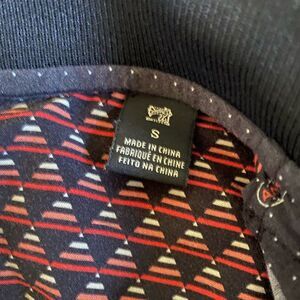 S
MADE IN CHINA
FABRIQUÉ EN CHINE
FEITO NA CHINA